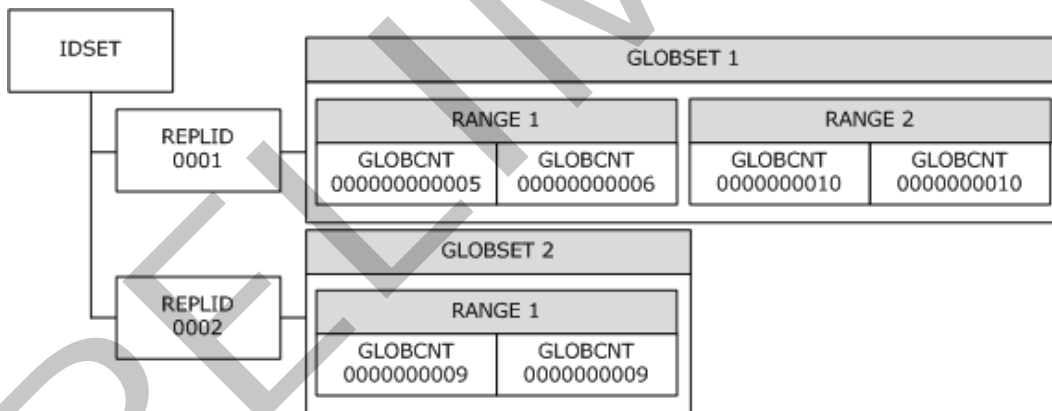 IDSET
GLOBSET 1
RANGE 1
RANGE 2
REPLID
0001
GLOBCNT
000000000005
GLOBCNT
00000000006
GLOBCNT
0000000010
GLOBCNT
0000000010
GLOBSET 2
RANGE 1
REPLID
0002
GLOBCNT
0000000009
GLOBCNT
0000000009